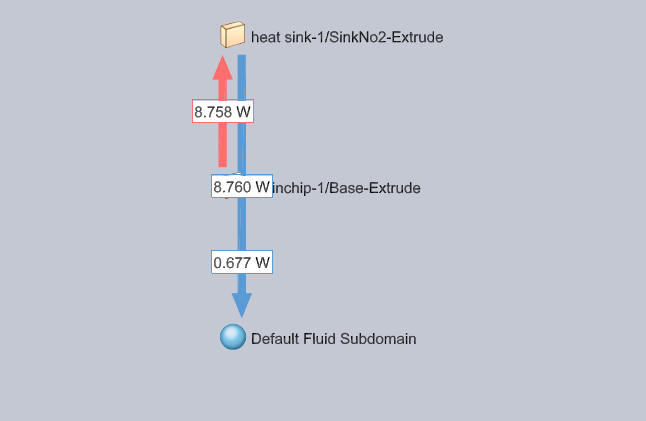 heat sink-1/SinkNo2-Extrude
8.758 W
8.760 W
inchip-1/Base-Extrude
0.677 W
Default Fluid Subdomain